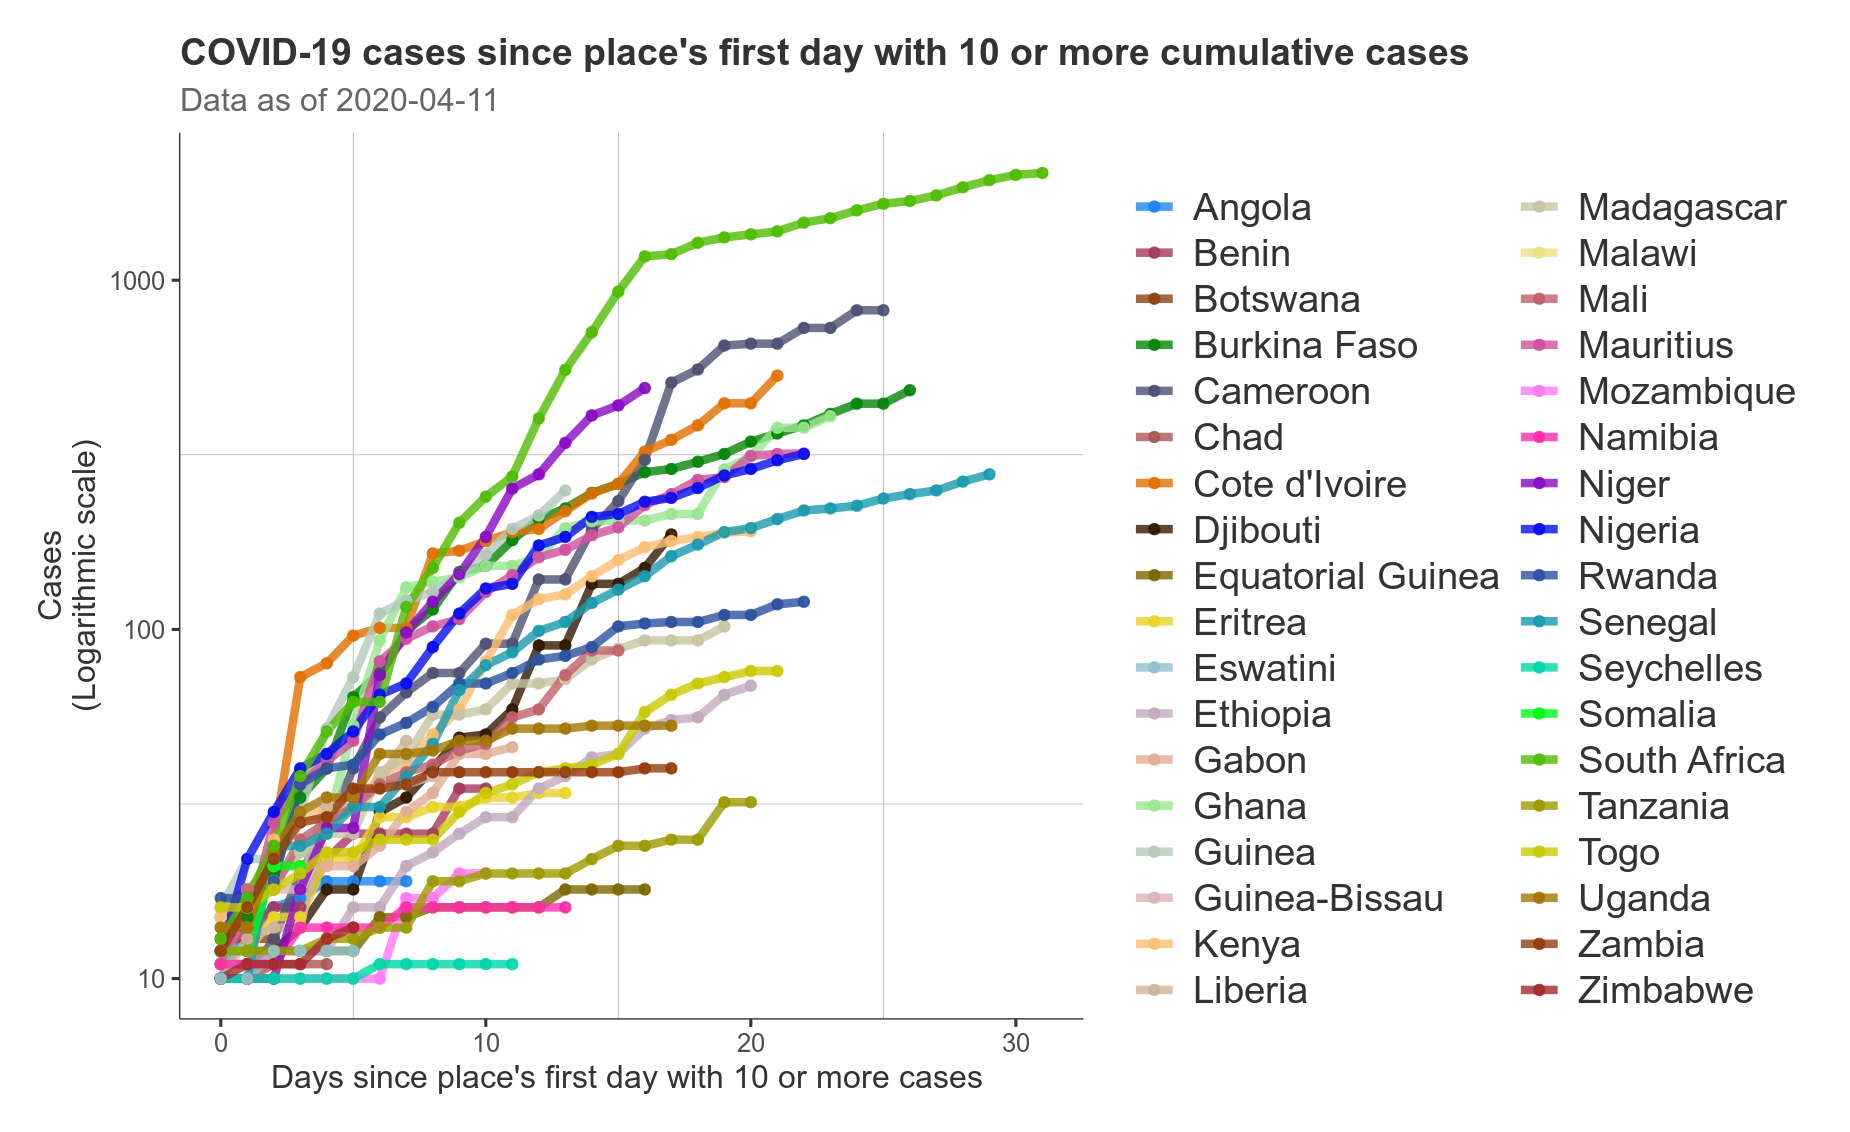 COVID-19 cases since place's first day with 10 or more cumulative cases
Data as of 2020-04-11
Cases
(Logarithmic scale)
1000
100
10
0
10
20
30
Days since place's first day with 10 or more cases
Angola
Benin
Botswana
Burkina Faso
Cameroon
Chad
Cote d'Ivoire
Djibouti
Equatorial Guinea
Eritrea
Eswatini
Ethiopia
Gabon
Ghana
Guinea
Guinea-Bissau
Kenya
Liberia
Madagascar
Malawi
Mali
Mauritius
Mozambique
Namibia
Niger
Nigeria
Rwanda
Senegal
Seychelles
Somalia
South Africa
Tanzania
Togo
Uganda
Zambia
Zimbabwe